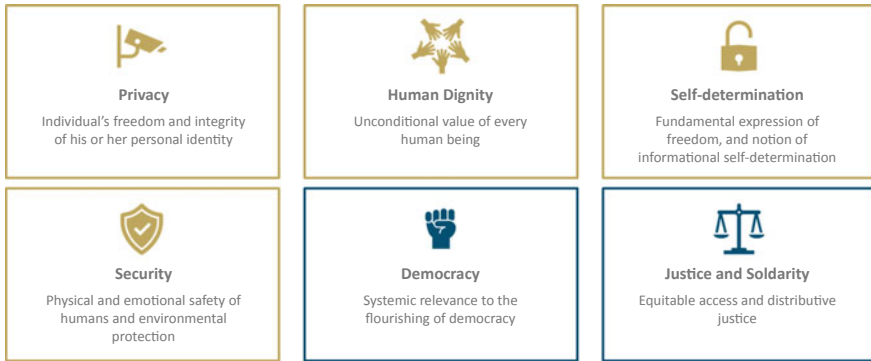 Privacy
Individual's freedom and integrity
of his or her personal identity
Human Dignity
Unconditional value of every
human being
Self-determination
Fundamental expression of
freedom, and notion of
informational self-determination
Security
Physical and emotional safety of
humans and environmental
protection
Democracy
Systemic relevance to the
flourishing of democracy
Justice and Soldarity
Equitable access and distributive
justice